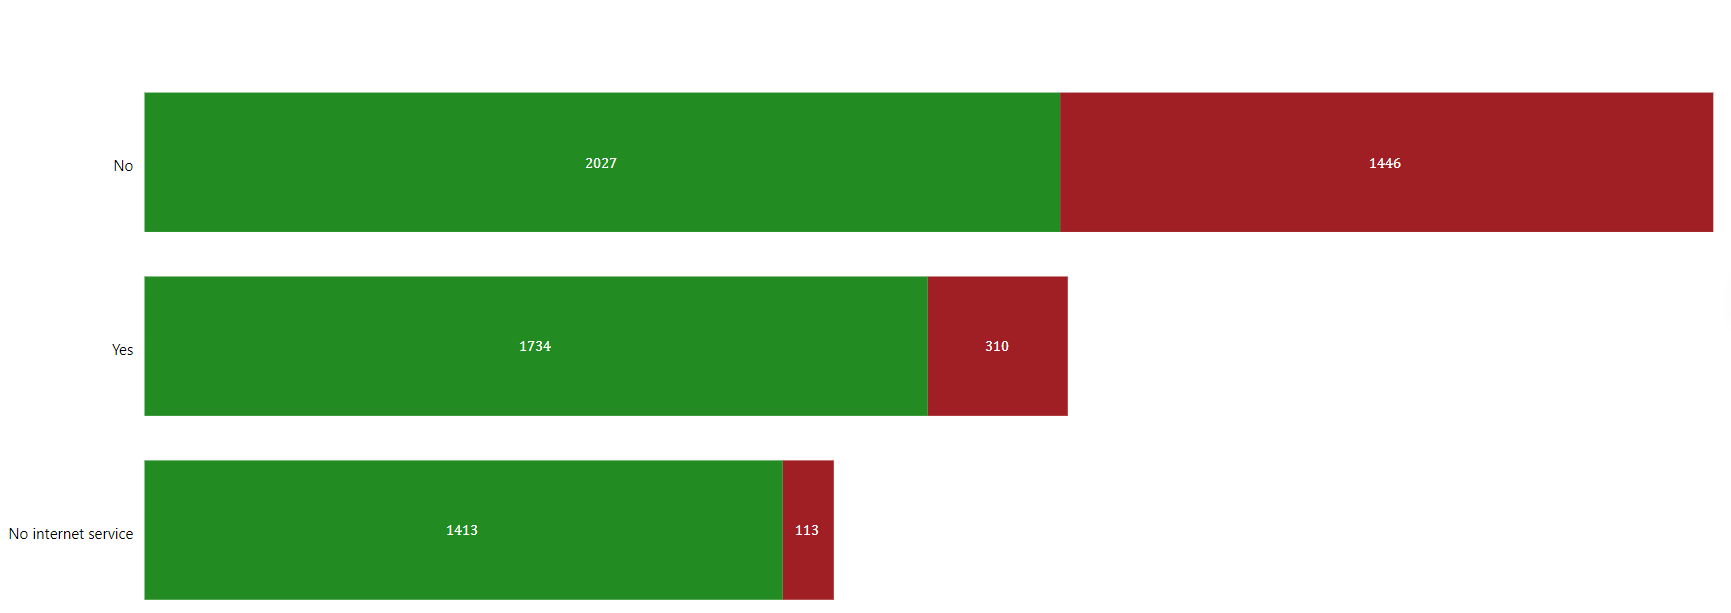 No 2027 1446
Yes 1734 310
No internet service 1413 113